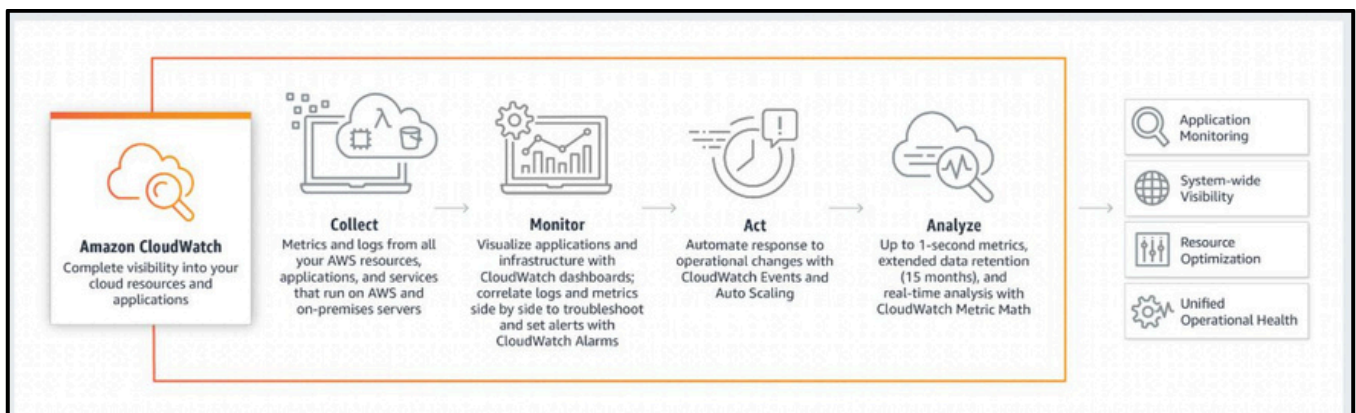 Amazon CloudWatch
Complete visibility into your
cloud resources and
applications
Collect
Metrics and logs from all
your AWS resources,
applications, and services
that run on AWS and
on-premises servers
Monitor
Visualize applications and
infrastructure with
CloudWatch dashboards;
correlate logs and metrics
side by side to troubleshoot
and set alerts with
CloudWatch Alarms
Act
Automate response to
operational changes with
CloudWatch Events and
Auto Scaling
Analyze
Up to 1-second metrics,
extended data retention
(15 months), and
real-time analysis with
CloudWatch Metric Math
Application
Monitoring
System-wide
Visibility
Resource
Optimization
Unified
Operational Health